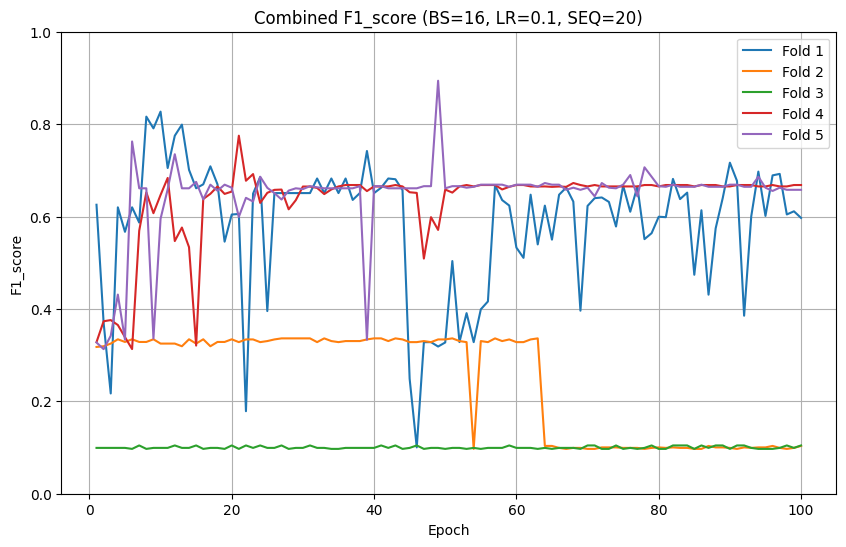 Combined F1_score (BS=16, LR=0.1, SEQ=20)
1.0
0.8
0.6
0.4
0.2
0.0
F1_score
0 20 40 60 80 100
Epoch
Fold 1
Fold 2
Fold 3
Fold 4
Fold 5